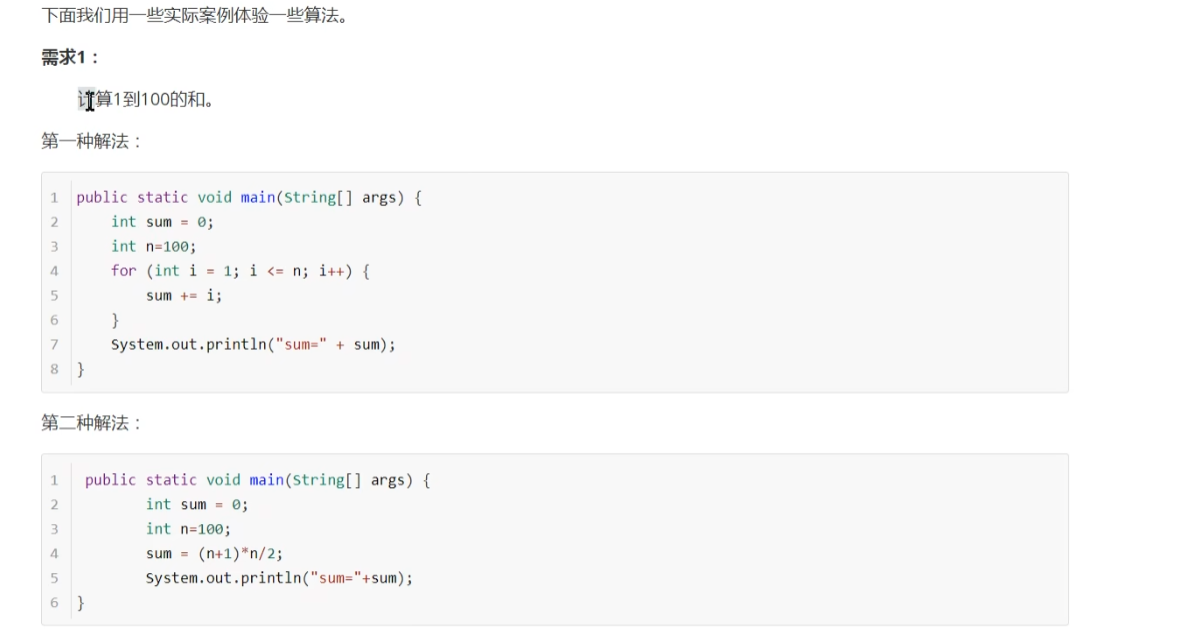 下面我们用一些实际案例体验一些算法。
需求1：
计算1到100的和。
第一种解法：
1 public static void main(String[] args) {
2     int sum = 0;
3     int n=100;
4     for (int i = 1; i <= n; i++) {
5         sum += i;
6     }
7     System.out.println("sum=" + sum);
8 }
第二种解法：
1  public static void main(String[] args) {
2         int sum = 0;
3         int n=100;
4         sum = (n+1)*n/2;
5         System.out.println("sum="+sum);
6 }